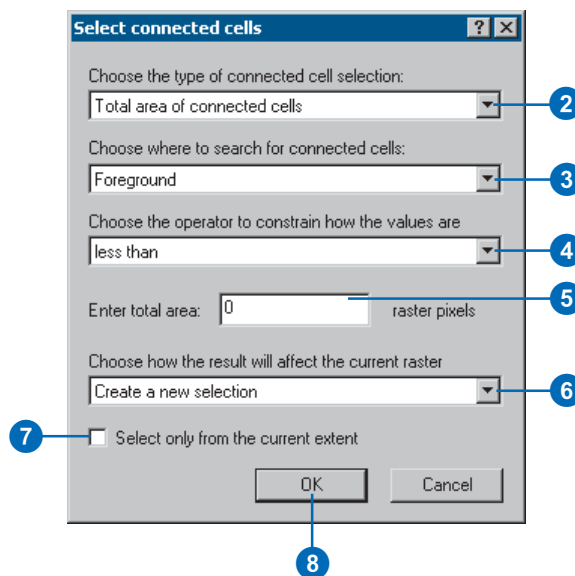 Select connected cells
Choose the type of connected cell selection:
Total area of connected cells
2
Choose where to search for connected cells:
Foreground
3
Choose the operator to constrain how the values are
less than
4
Enter total area: 0 raster pixels
5
Choose how the result will affect the current raster
Create a new selection
6
7
Select only from the current extent
OK Cancel
8